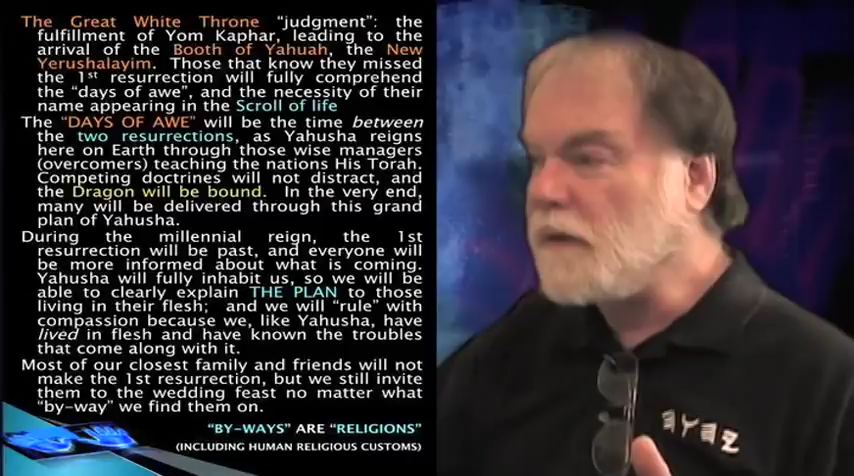 The Great White Throne “judgment”: the
fulfillment of Yom Kaphar, leading to the
arrival of the Booth of Yahuah, the New
Yerushalayim. Those that know they missed
the 1st resurrection will fully comprehend
the “days of awe”, and the necessity of their
name appearing in the Scroll of life
The “DAYS OF AWE” will be the time between
the two resurrections, as Yahusha reigns
here on Earth through those wise managers
(overcomers) teaching the nations His Torah.
Competing doctrines will not distract, and
the Dragon will be bound. In the very end,
many will be delivered through this grand
plan of Yahusha.
During the millennial reign, the 1st
resurrection will be past, and everyone will
be more informed about what is coming.
Yahusha will fully inhabit us, so we will be
able to clearly explain THE PLAN to those
living in their flesh; and we will “rule” with
compassion because we, like Yahusha, have
lived in flesh and have known the troubles
that come along with it.
Most of our closest family and friends will not
make the 1st resurrection, but we still invite
them to the wedding feast no matter what
“by-way” we find them on.
“BY-WAYS” ARE “RELIGIONS”
(INCLUDING HUMAN RELIGIOUS CUSTOMS)